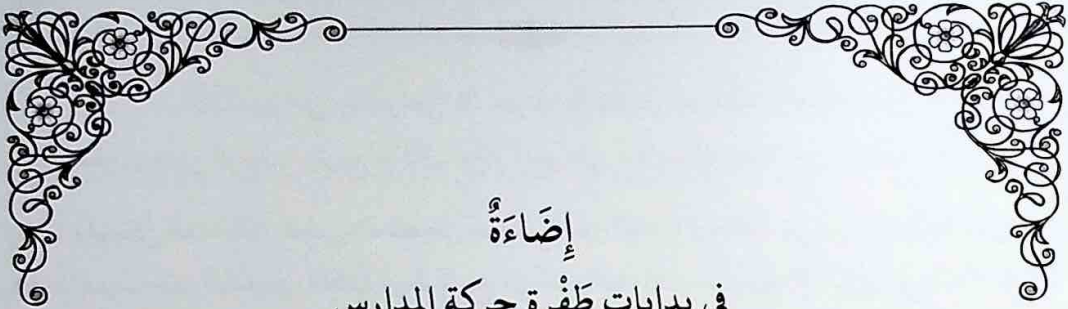 إِضَاءَةٌ
في بدايات طَفْرة حركة المدارس